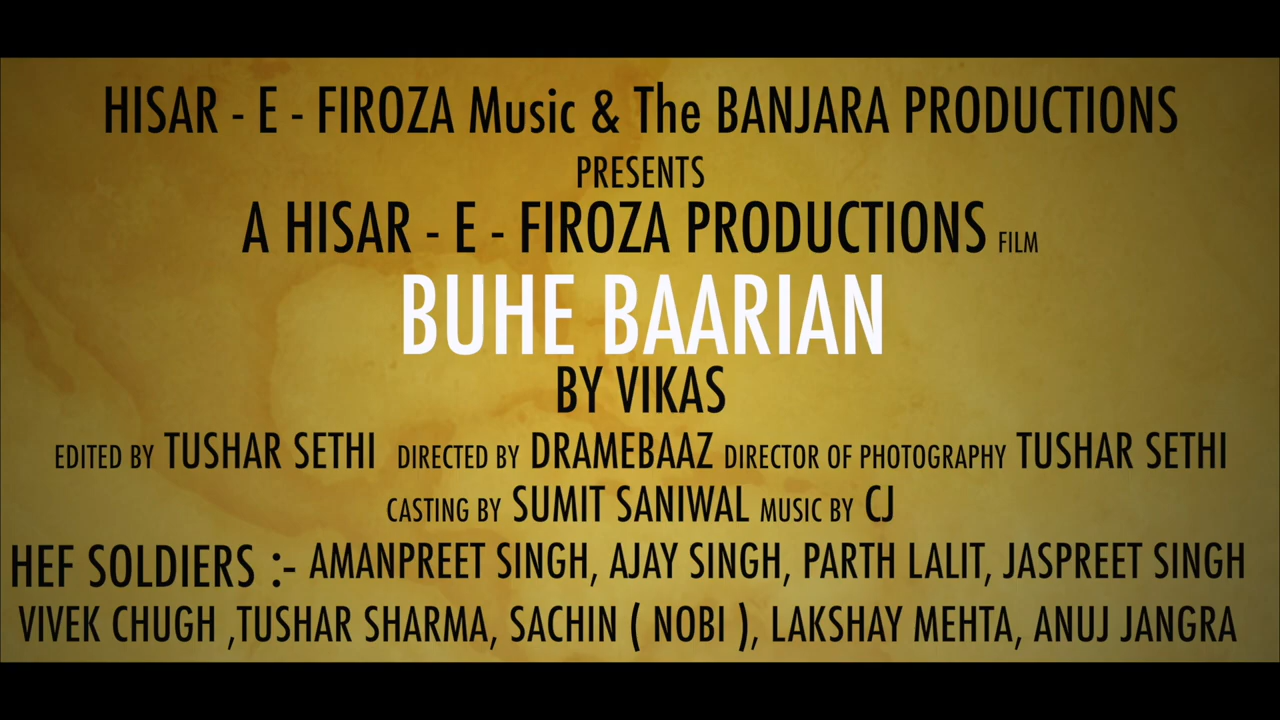 HISAR - E - FIROZA Music & The BANJARA PRODUCTIONS
PRESENTS
A HISAR - E - FIROZA PRODUCTIONS FILM
BUHE BAARIAN
BY VIKAS
EDITED BY TUSHAR SETHI DIRECTED BY DRAMEBAAZ DIRECTOR OF PHOTOGRAPHY TUSHAR SETHI
CASTING BY SUMIT SANIWAL MUSIC BY CJ
HEF SOLDIERS :- AMANPREET SINGH, AJAY SINGH, PARTH LALIT, JASPREET SINGH
VIVEK CHUGH ,TUSHAR SHARMA, SACHIN ( NOBI ), LAKSHAY MEHTA, ANUJ JANGRA